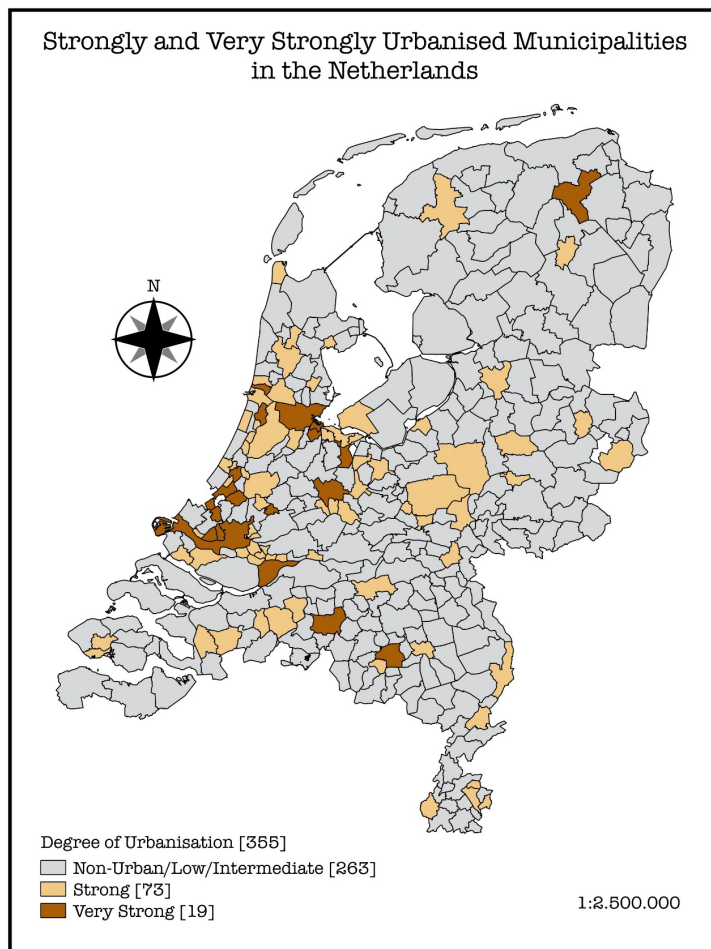 Strongly and Very Strongly Urbanised Municipalities
in the Netherlands
N
Degree of Urbanisation [355]
Non-Urban/Low/Intermediate [263]
Strong [73]
Very Strong [19]
1:2.500.000